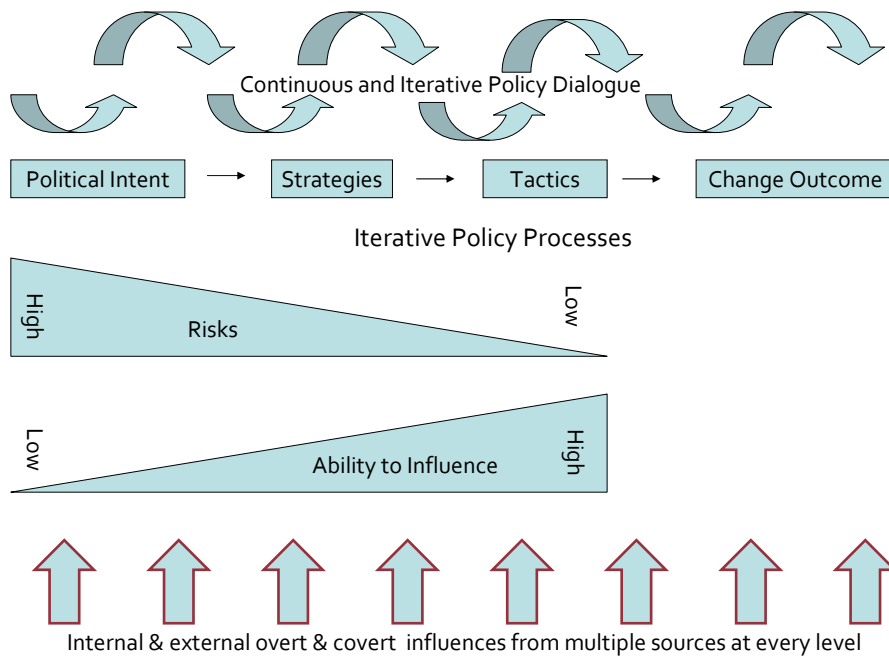 Continuous and Iterative Policy Dialogue
Political Intent
Strategies
Tactics
Change Outcome
Iterative Policy Processes
High
Risks
Low
Low
Ability to Influence
High
Internal & external overt & covert influences from multiple sources at every level